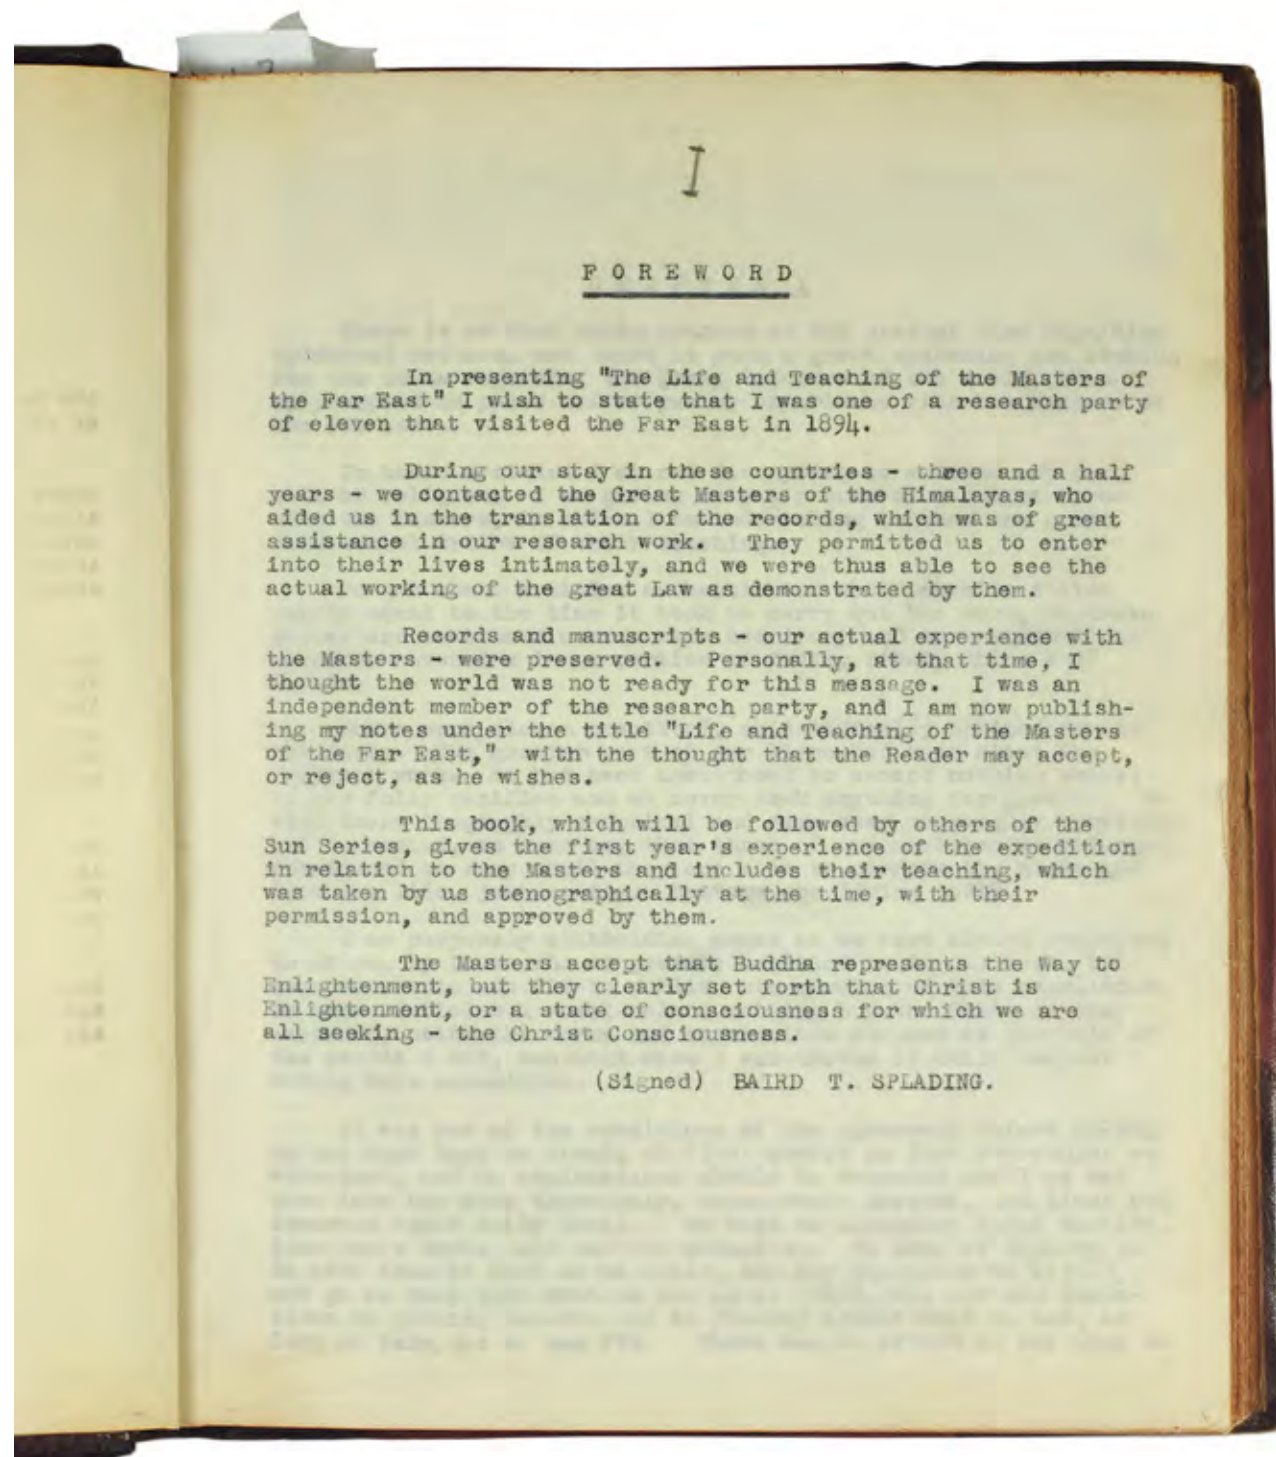 I
FOREWORD
In presenting "The Life and Teaching of the Masters of
the Far East" I wish to state that I was one of a research party
of eleven that visited the Far East in 1894.
During our stay in these countries - three and a half
years - we contacted the Great Masters of the Himalayas, who
aided us in the translation of the records, which was of great
assistance in our research work. They permitted us to enter
into their lives intimately, and we were thus able to see the
actual working of the great Law as demonstrated by them.
Records and manuscripts - our actual experience with
the Masters - were preserved. Personally, at that time, I
thought the world was not ready for this message. I was an
independent member of the research party, and I am now publish-
ing my notes under the title "Life and Teaching of the Masters
of the Far East," with the thought that the Reader may accept,
or reject, as he wishes.
This book, which will be followed by others of the
Sun Series, gives the first year's experience of the expedition
in relation to the Masters and includes their teaching, which
was taken by us stenographically at the time, with their
permission, and approved by them.
The Masters accept that Buddha represents the Way to
Enlightenment, but they clearly set forth that Christ is
Enlightenment, or a state of consciousness for which we are
all seeking - the Christ Consciousness.
(Signed) BAIRD T. SPLADING.